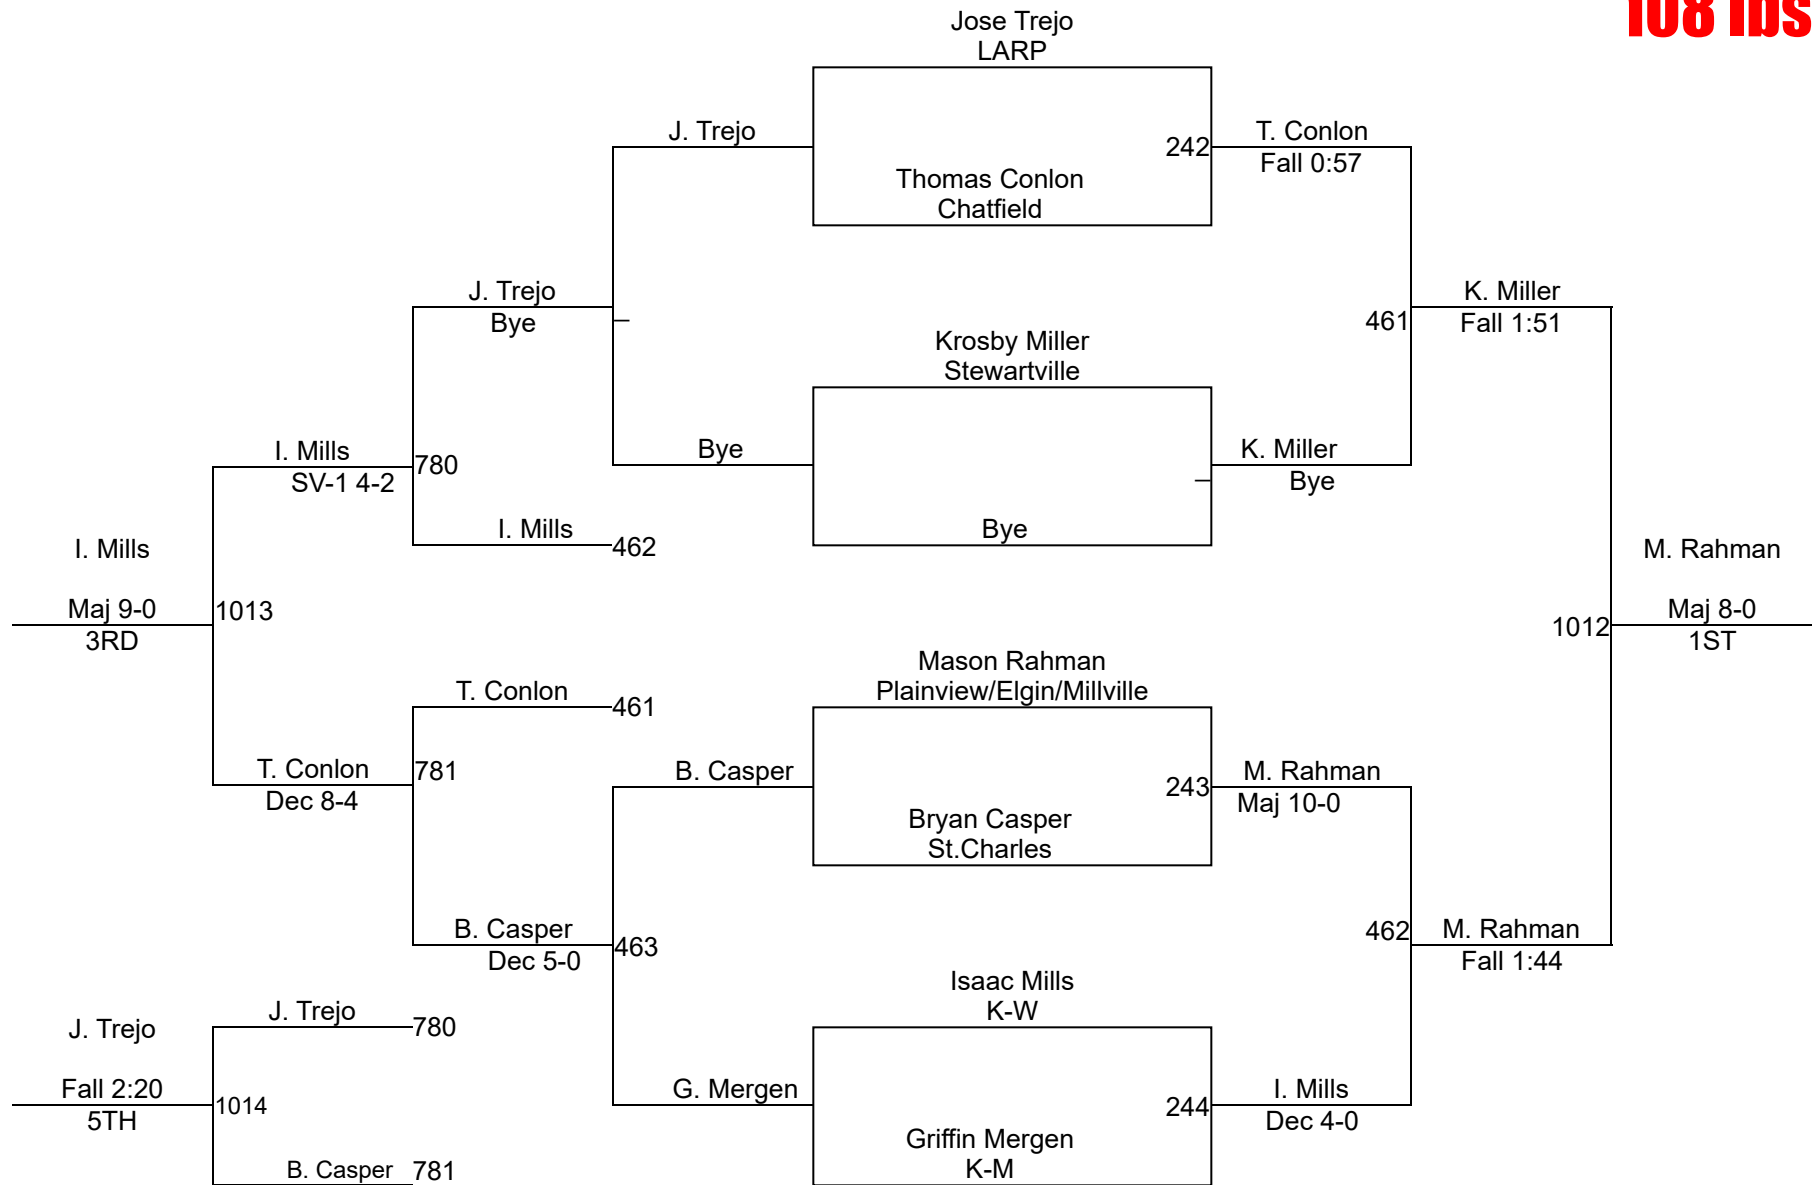 108 lbs
Jose Trejo
LARP
J. Trejo
242
T. Conlon
Fall 0:57
Thomas Conlon
Chatfield
J. Trejo
Bye
K. Miller
Fall 1:51
461
Krosby Miller
Stewartville
I. Mills
SV-1 4-2
780
Bye
K. Miller
Bye
I. Mills
462
Bye
I. Mills
Maj 9-0
3RD
1013
M. Rahman
Maj 8-0
1ST
1012
Mason Rahman
Plainview/Elgin/Millville
T. Conlon
461
T. Conlon
Dec 8-4
781
B. Casper
243
M. Rahman
Maj 10-0
Bryan Casper
St.Charles
B. Casper
Dec 5-0
463
462
M. Rahman
Fall 1:44
Isaac Mills
K-W
J. Trejo
Fall 2:20
5TH
J. Trejo
780
1014
G. Mergen
244
I. Mills
Dec 4-0
Griffin Mergen
K-M
B. Casper
781